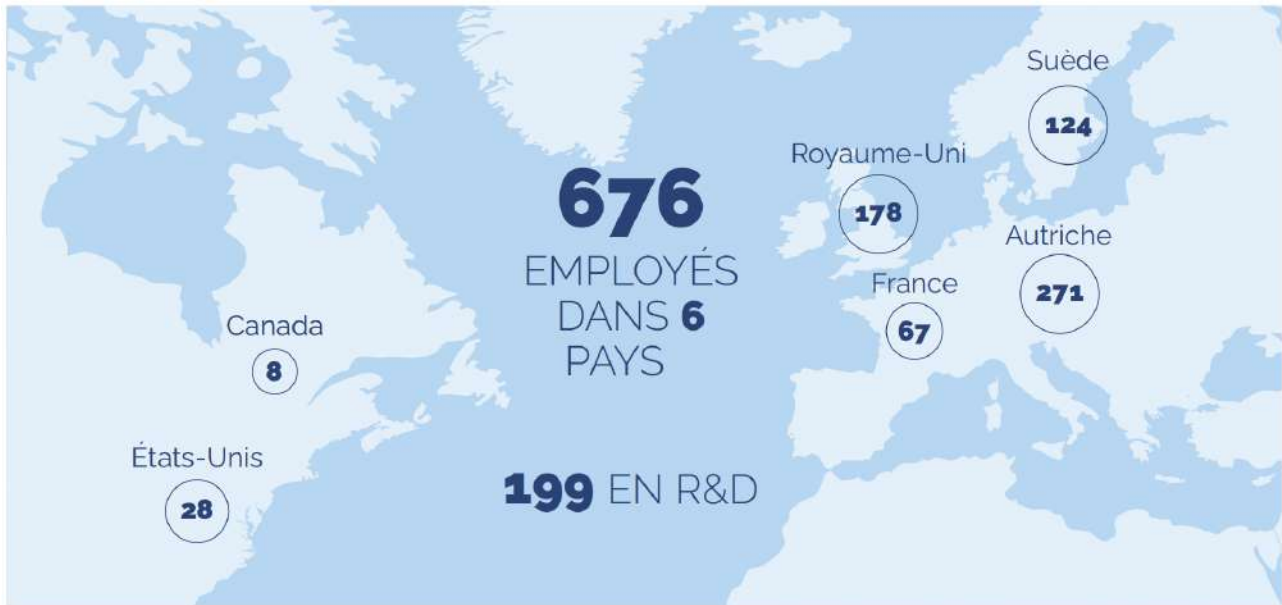 Suède
124
Royaume-Uni
178
676
EMPLOYÉS
DANS 6
PAYS
Autriche
271
France
67
Canada
8
États-Unis
28
199 EN R&D